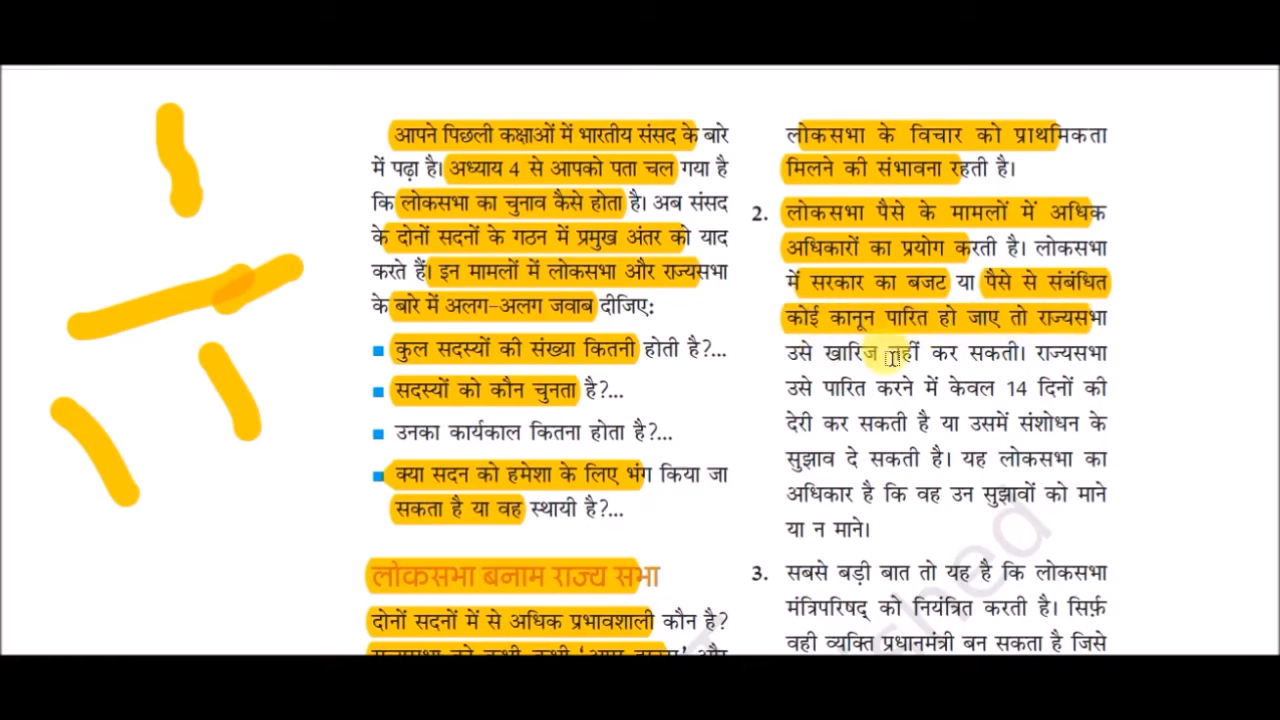 आपने पिछली कक्षाओं में भारतीय संसद के बारे
में पढ़ा है। अध्याय 4 से आपको पता चल गया है
कि लोकसभा का चुनाव कैसे होता है। अब संसद
के दोनों सदनों के गठन में प्रमुख अंतर को याद
करते हैं। इन मामलों में लोकसभा और राज्यसभा
के बारे में अलग-अलग जवाब दीजिए:
कुल सदस्यों की संख्या कितनी होती है?...
सदस्यों को कौन चुनता है?...
उनका कार्यकाल कितना होता है?...
क्या सदन को हमेशा के लिए भंग किया जा
सकता है या वह स्थायी है?...
लोकसभा बनाम राज्य सभा
दोनों सदनों में से अधिक प्रभावशाली कौन है?
लोकसभा के विचार को प्राथमिकता
मिलने की संभावना रहती है।
2. लोकसभा पैसे के मामलों में अधिक
अधिकारों का प्रयोग करती है। लोकसभा
में सरकार का बजट या पैसे से संबंधित
कोई कानून पारित हो जाए तो राज्यसभा
उसे खारिज नहीं कर सकती। राज्यसभा
उसे पारित करने में केवल 14 दिनों की
देरी कर सकती है या उसमें संशोधन के
सुझाव दे सकती है। यह लोकसभा का
अधिकार है कि वह उन सुझावों को माने
या न माने।
3. सबसे बड़ी बात तो यह है कि लोकसभा
मंत्रिपरिषद् को नियंत्रित करती है। सिर्फ़
वही व्यक्ति प्रधानमंत्री बन सकता है जिसे